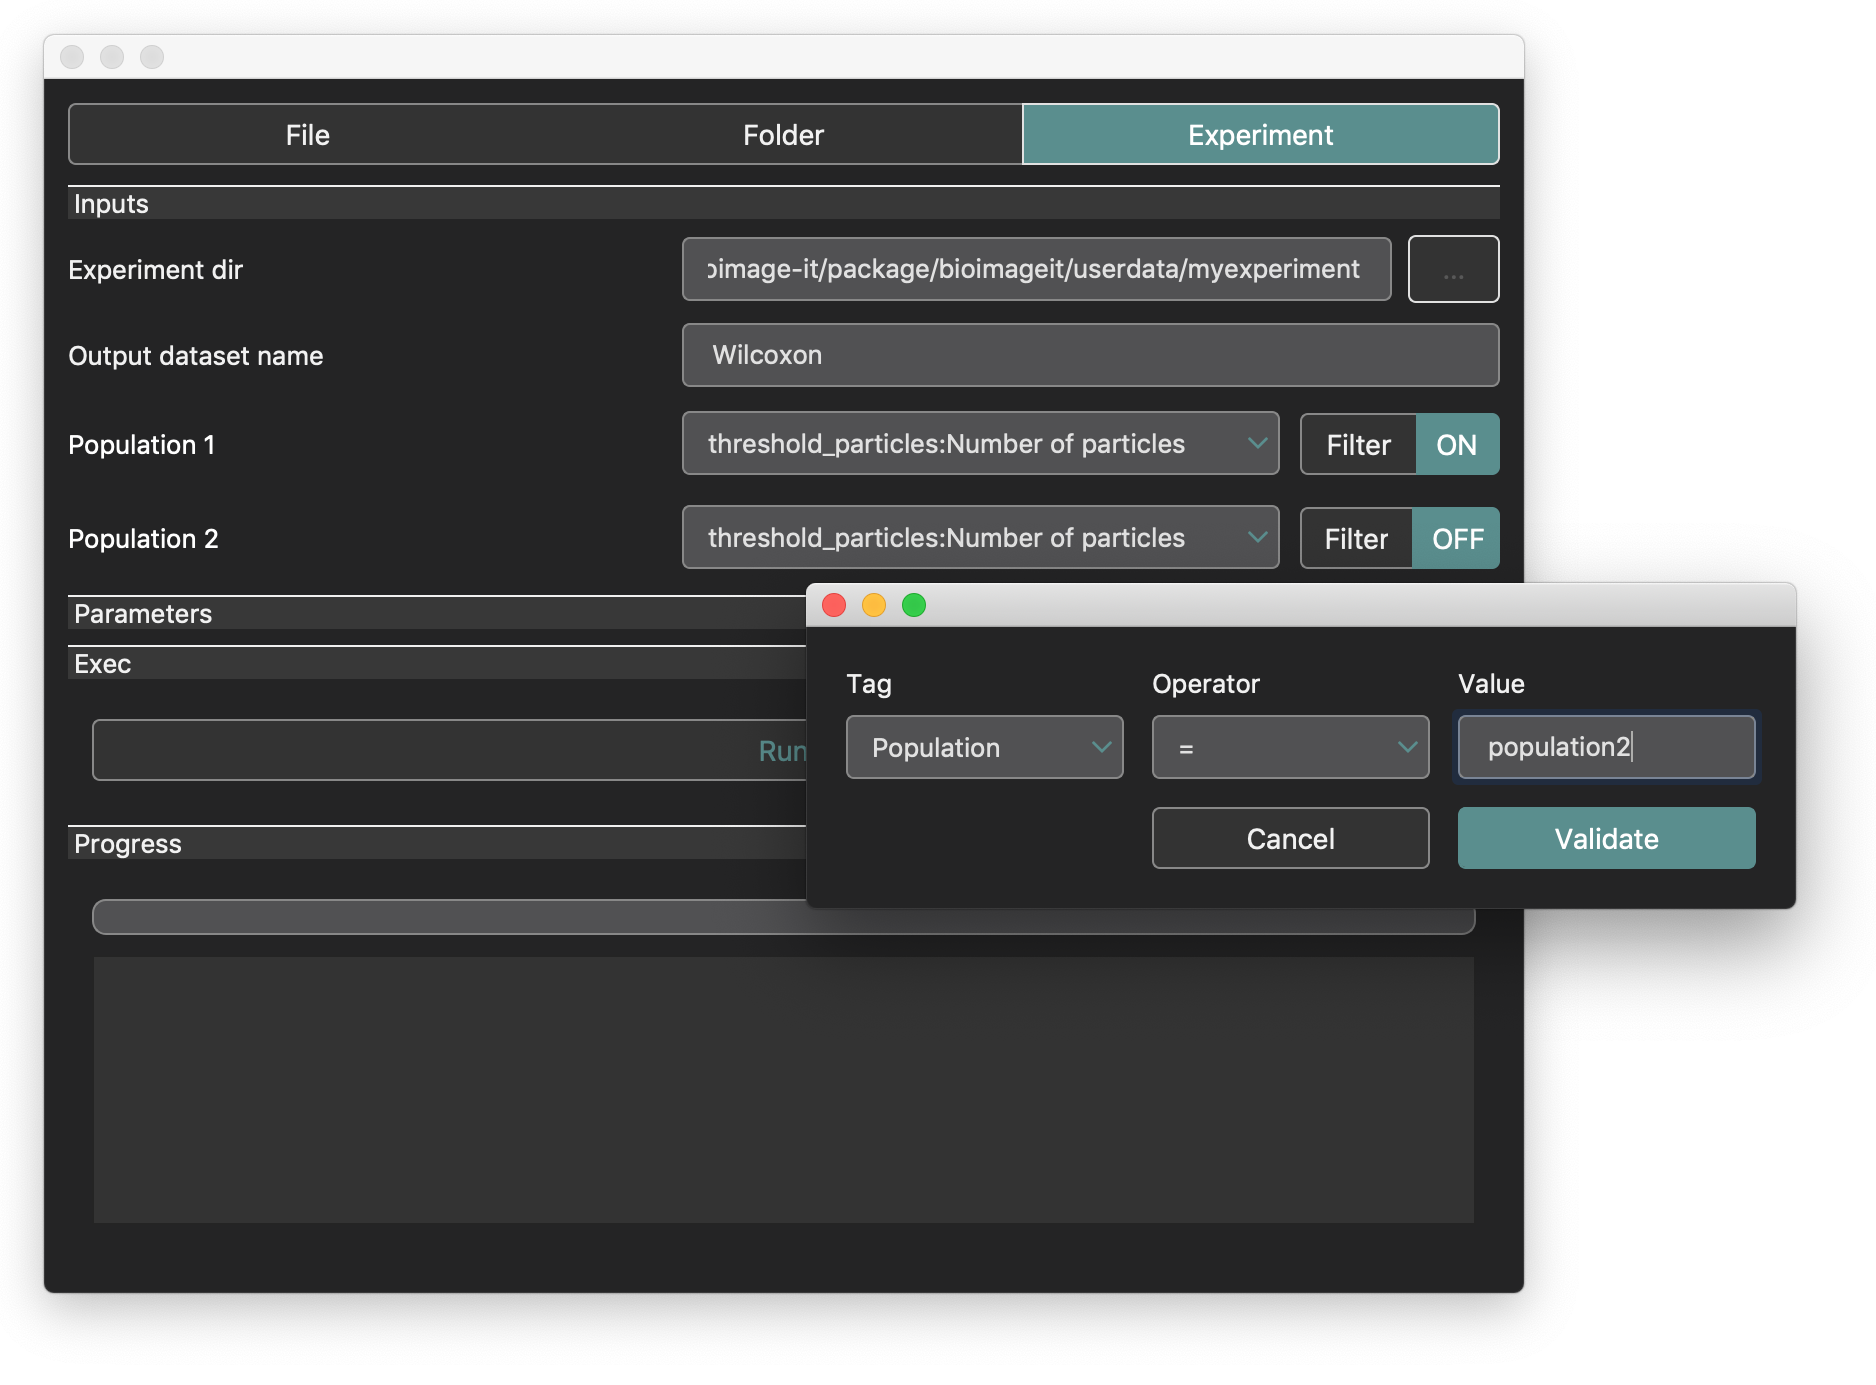 File Folder Experiment
Inputs
Experiment dir oimage-it/package/bioimageit/userdata/myexperiment ...
Output dataset name Wilcoxon
Population 1 threshold_particles:Number of particles Filter ON
Population 2 threshold_particles:Number of particles Filter OFF
Parameters
Exec
Run
Progress
Tag Operator Value
Population = population2
Cancel Validate